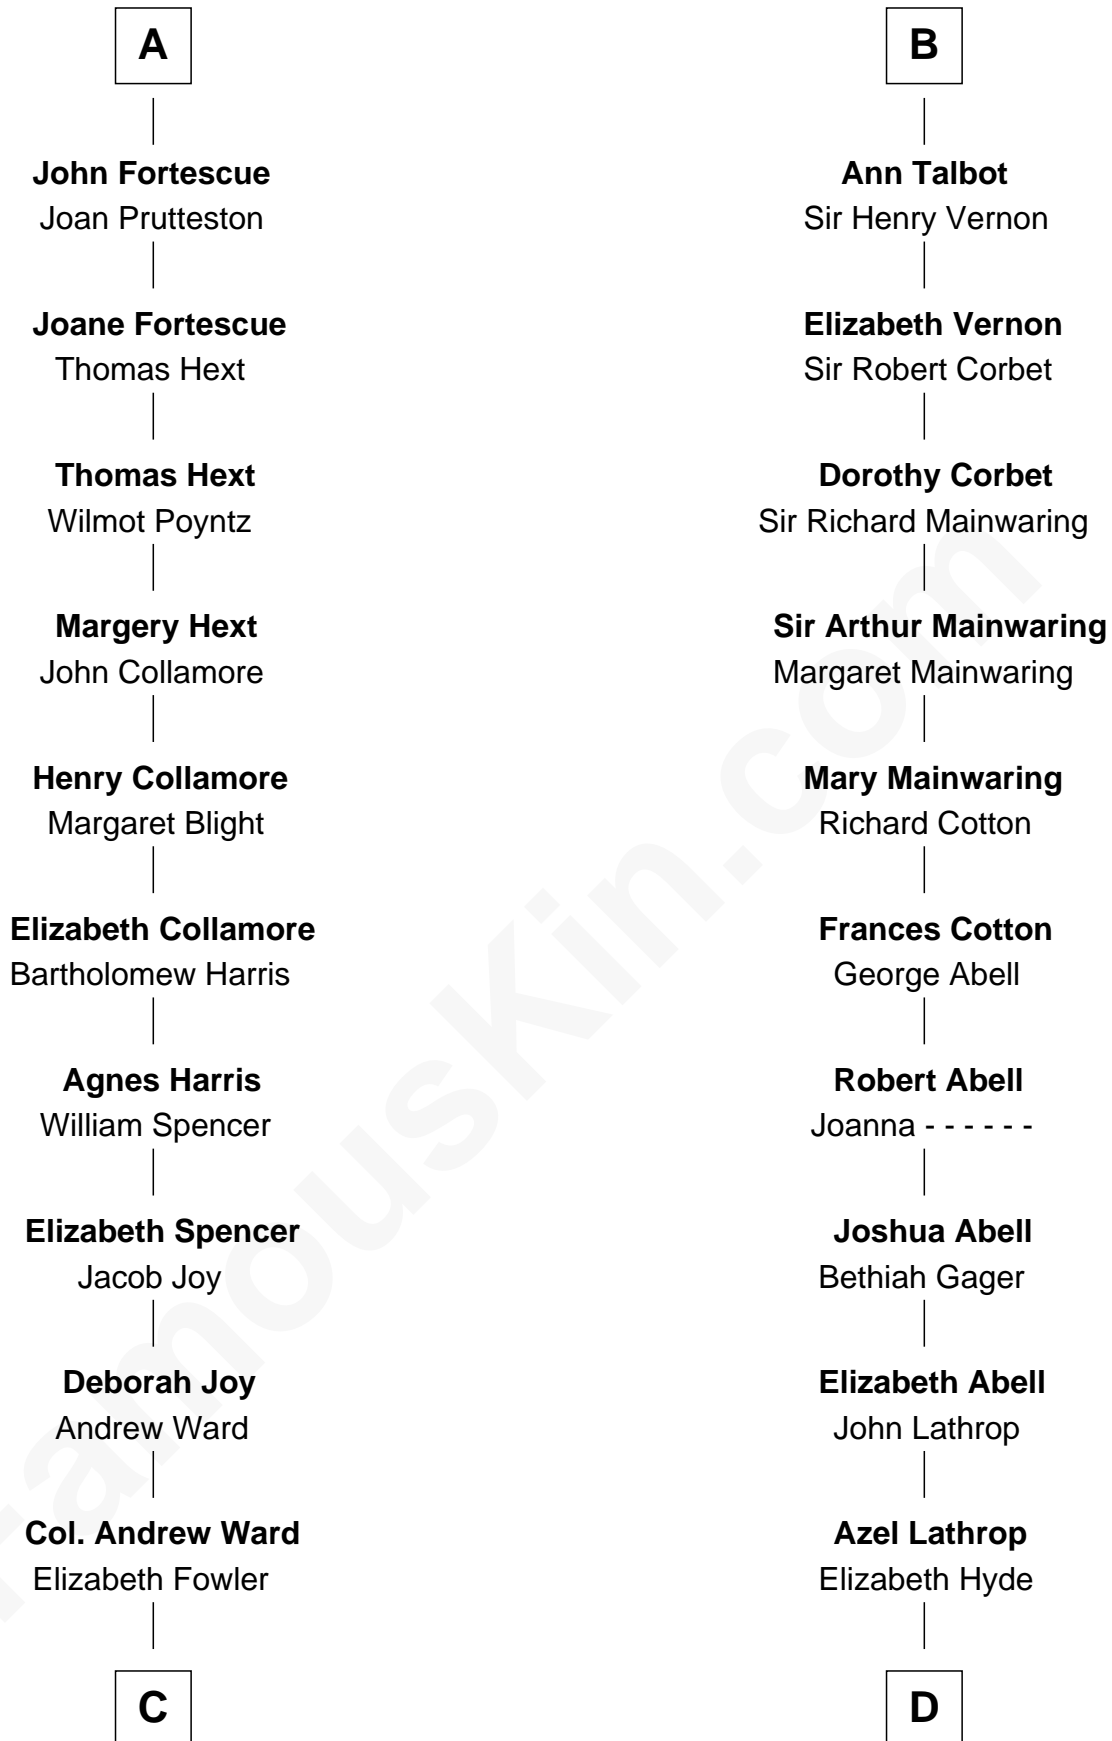 A
John Fortescue
Joan Prutteston
Joane Fortescue
Thomas Hext
Thomas Hext
Wilmot Poyntz
Margery Hext
John Collamore
Henry Collamore
Margaret Blight
Elizabeth Collamore
Bartholomew Harris
Agnes Harris
William Spencer
Elizabeth Spencer
Jacob Joy
Deborah Joy
Andrew Ward
Col. Andrew Ward
Elizabeth Fowler
C
B
Ann Talbot
Sir Henry Vernon
Elizabeth Vernon
Sir Robert Corbet
Dorothy Corbet
Sir Richard Mainwaring
Sir Arthur Mainwaring
Margaret Mainwaring
Mary Mainwaring
Richard Cotton
Frances Cotton
George Abell
Robert Abell
Joanna - - - - - -
Joshua Abell
Bethiah Gager
Elizabeth Abell
John Lathrop
Azel Lathrop
Elizabeth Hyde
D
FamousKin.com